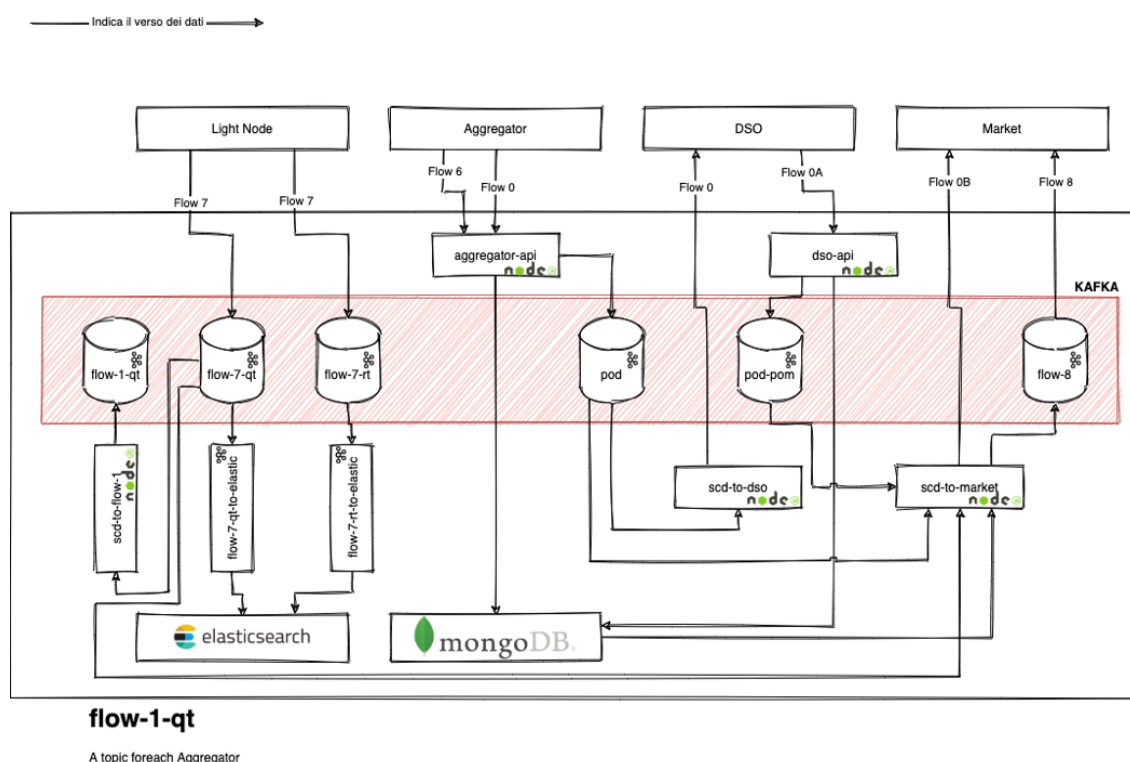 Indica il verso dei dati
Light Node
Aggregator
DSO
Market
Flow 6
Flow 0
Flow 0A
Flow 7
Flow 7
Flow 0
Flow 0B
Flow 8
aggregator-api
node
dso-api
node
KAFKA
flow-1-qt
flow-7-qt
flow-7-rt
pod
pod-pom
flow-8
scd-to-flow-1
node
flow-7-qt-to-elastic
flow-7-rt-to-elastic
scd-to-dso
node
scd-to-market
node
elasticsearch
mongoDB
flow-1-qt
A topic foreach Aggregator